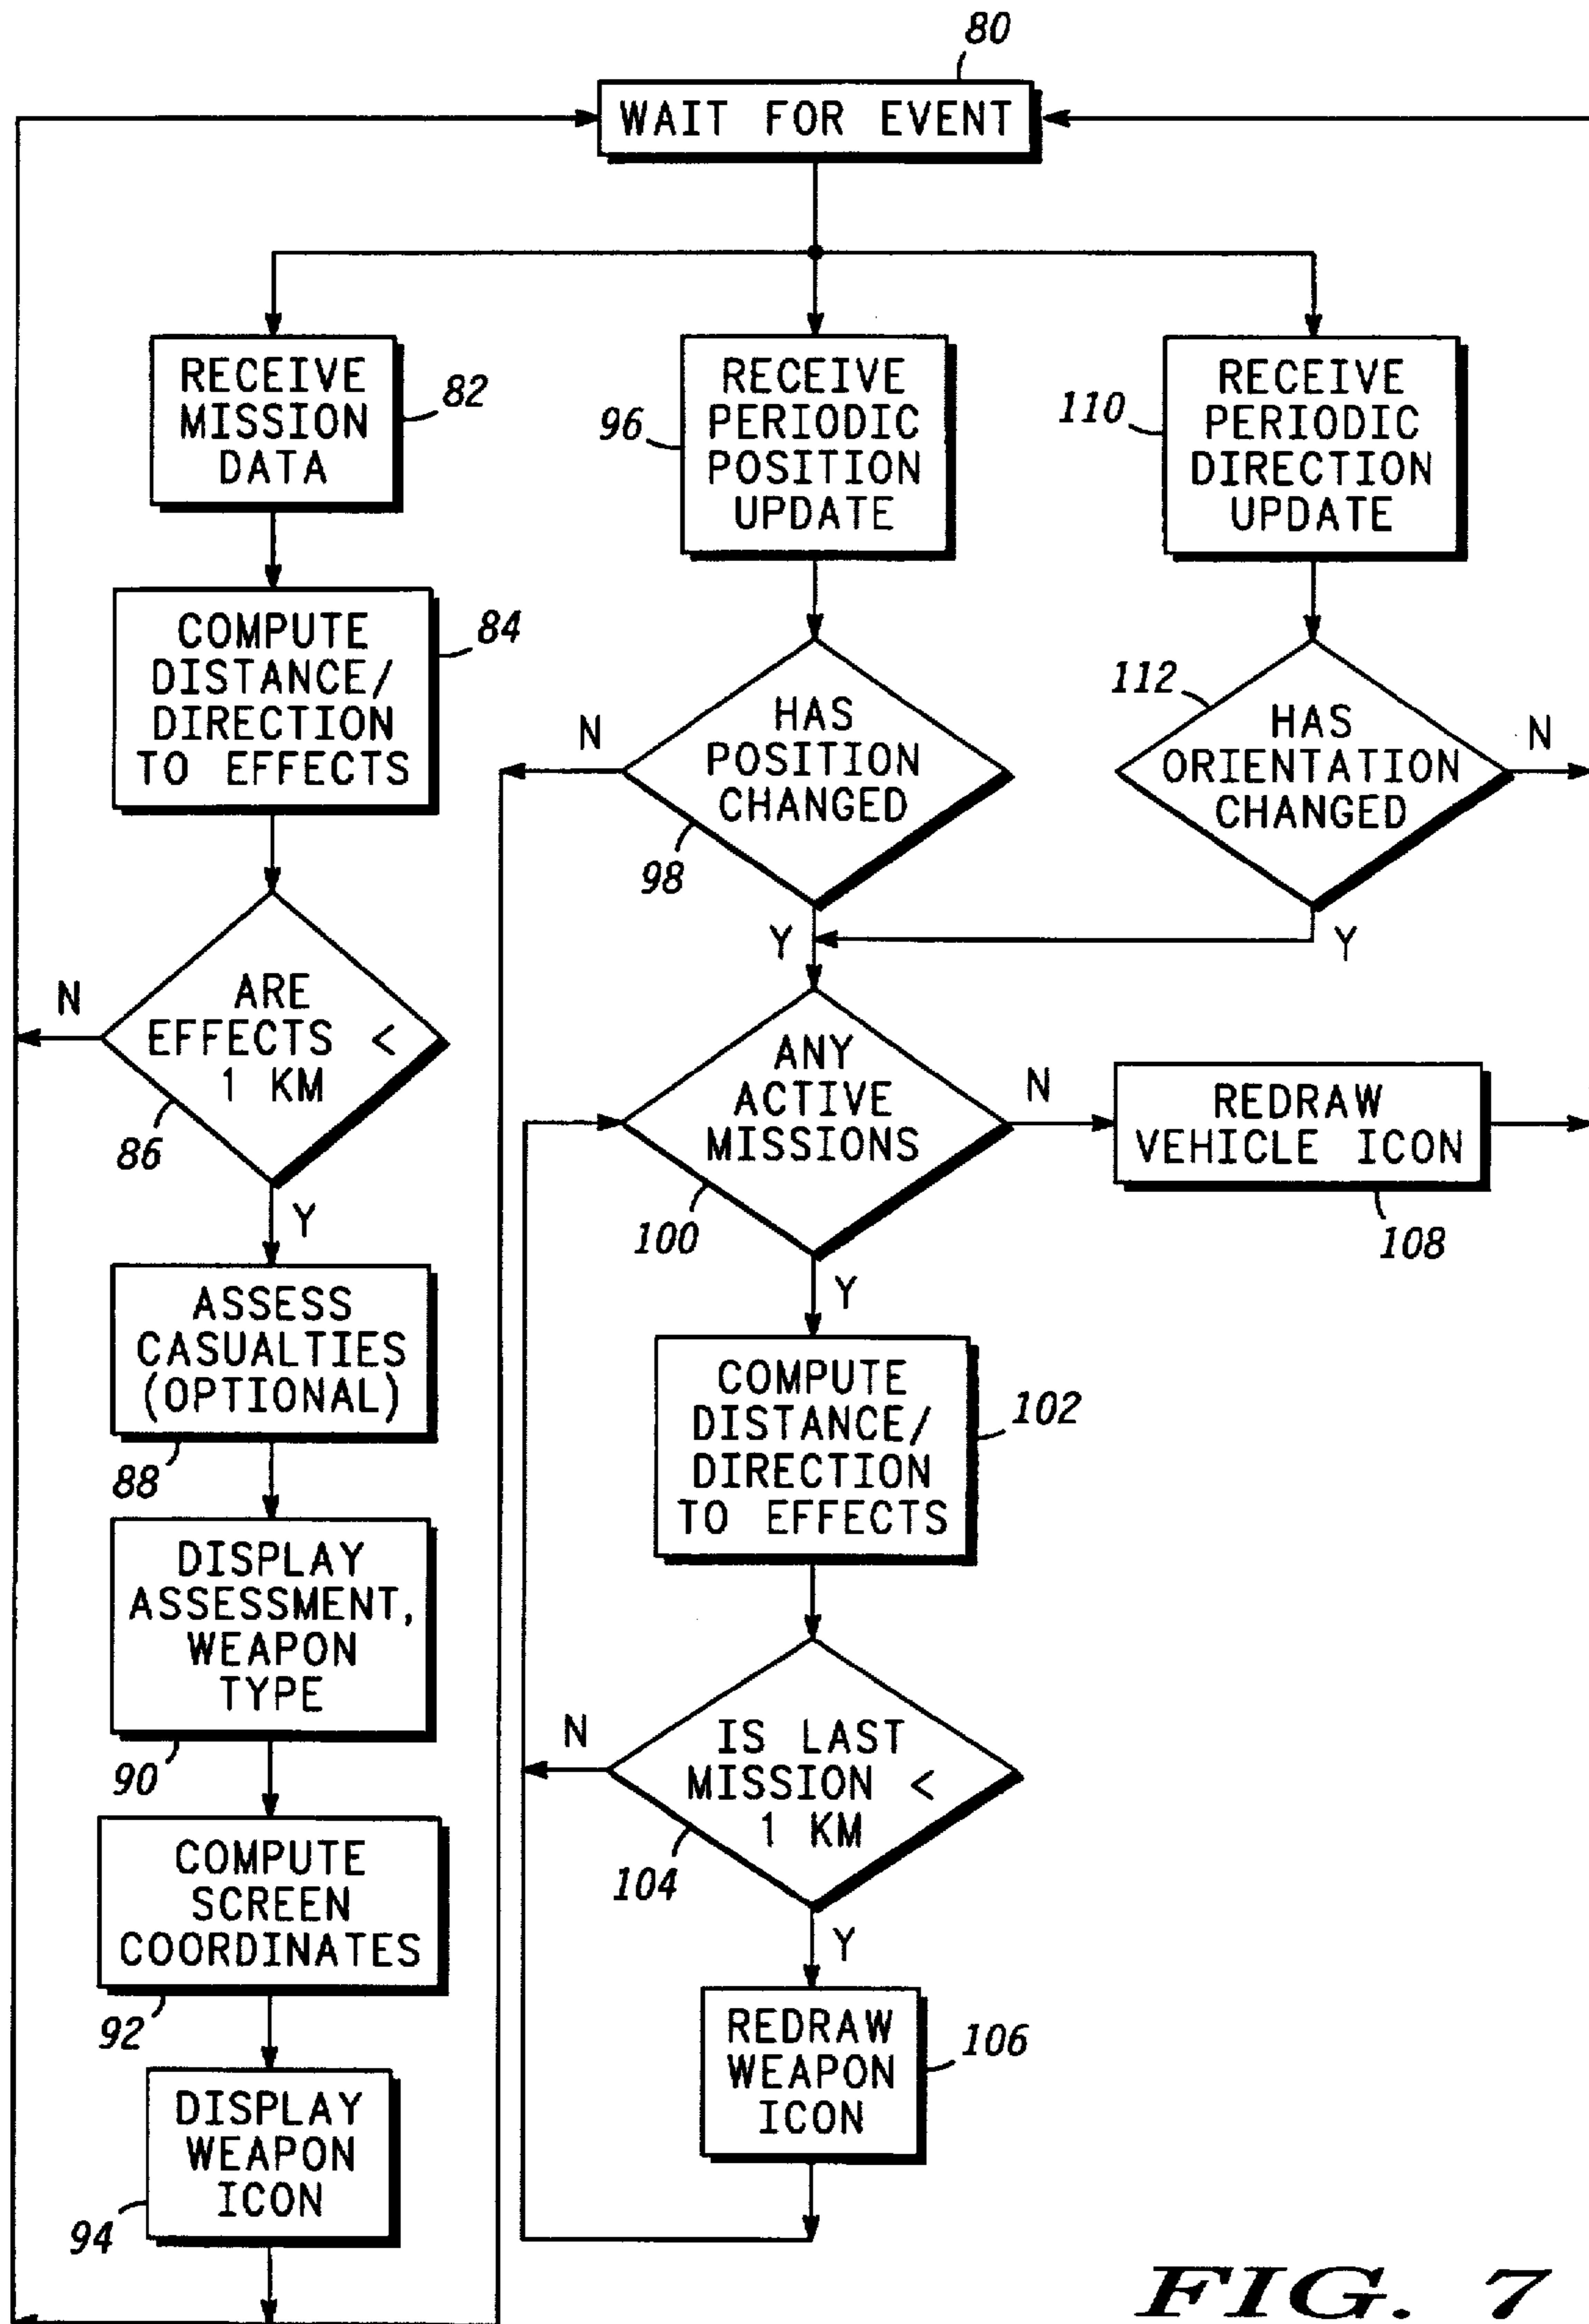 80
WAIT FOR EVENT
RECEIVE
MISSION
DATA
82
COMPUTE
DISTANCE/
DIRECTION
TO EFFECTS
84
ARE
EFFECTS <
1 KM
N
86
Y
ASSESS
CASUALTIES
(OPTIONAL)
88
DISPLAY
ASSESSMENT,
WEAPON
TYPE
90
COMPUTE
SCREEN
COORDINATES
92
DISPLAY
WEAPON
ICON
94
RECEIVE
PERIODIC
POSITION
UPDATE
96
HAS
POSITION
CHANGED
N
98
Y
ANY
ACTIVE
MISSIONS
N
100
Y
COMPUTE
DISTANCE/
DIRECTION
TO EFFECTS
102
IS LAST
MISSION <
1 KM
N
104
Y
REDRAW
WEAPON
ICON
106
REDRAW
VEHICLE ICON
108
RECEIVE
PERIODIC
DIRECTION
UPDATE
110
HAS
ORIENTATION
CHANGED
112
N
Y
FIG. 7